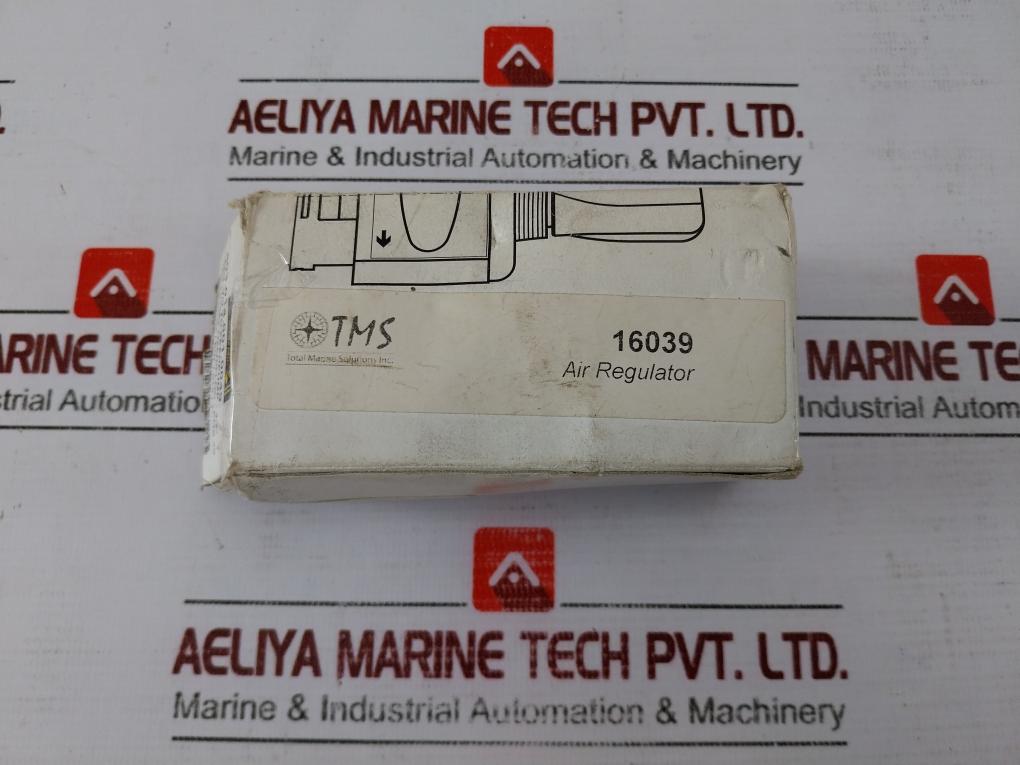 AELIYA MARINE TECH PVT. LTD.
Marine & Industrial Automation & Machinery
TMS
Total Marine Solutions Inc.
16039
Air Regulator
ARINE TECH
strial Automatio
MARINE TE
Industrial Autom
AELIYA MARINE TECH PVT. LTD.
Marine & Industrial Automation & Machinery